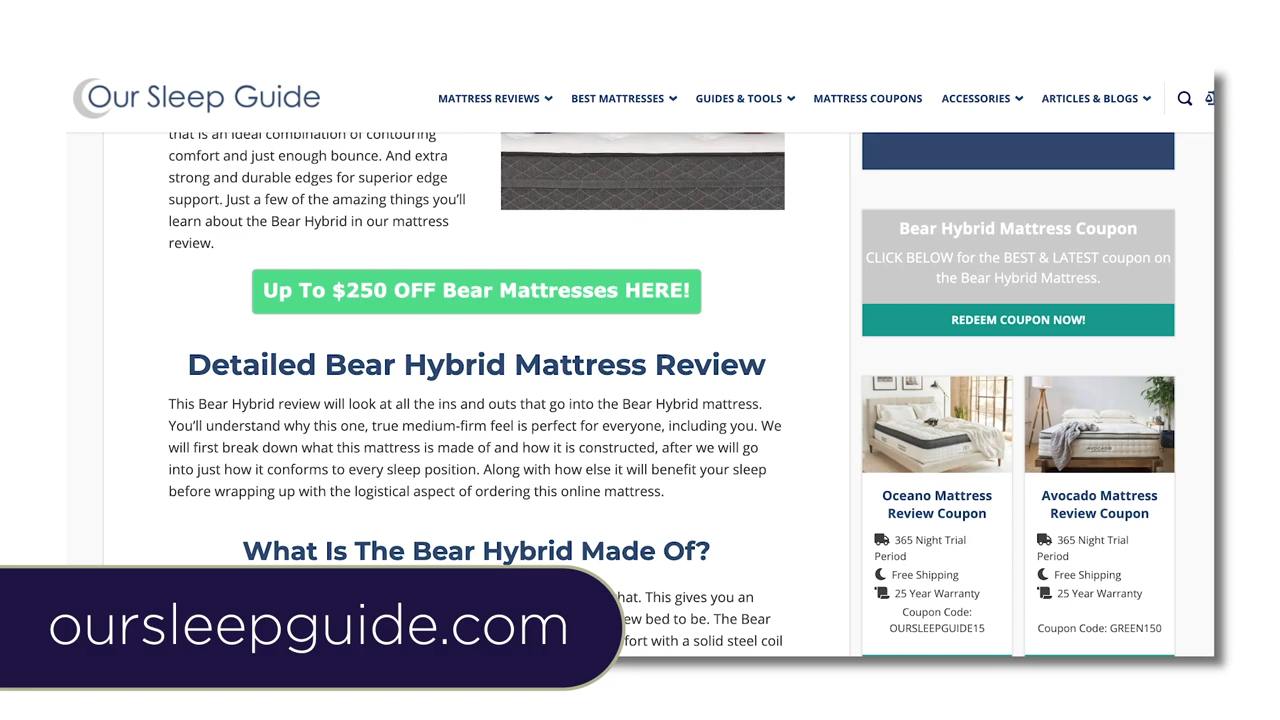 Our Sleep Guide
MATTRESS REVIEWS
BEST MATTRESSES
GUIDES & TOOLS
MATTRESS COUPONS
ACCESSORIES
ARTICLES & BLOGS
that is an ideal combination of contouring
comfort and just enough bounce. And extra
strong and durable edges for superior edge
support. Just a few of the amazing things you'll
learn about the Bear Hybrid in our mattress
review.
Up To $250 OFF Bear Mattresses HERE!
Detailed Bear Hybrid Mattress Review
This Bear Hybrid review will look at all the ins and outs that go into the Bear Hybrid mattress.
You'll understand why this one, true medium-firm feel is perfect for everyone, including you. We
will first break down what this mattress is made of and how it is constructed, after we will go
into just how it conforms to every sleep position. Along with how else it will benefit your sleep
before wrapping up with the logistical aspect of ordering this online mattress.
What Is The Bear Hybrid Made Of?
hat. This gives you an
ew bed to be. The Bear
fort with a solid steel coil
Bear Hybrid Mattress Coupon
CLICK BELOW for the BEST & LATEST coupon on
the Bear Hybrid Mattress.
REDEEM COUPON NOW!
Oceano Mattress
Review Coupon
365 Night Trial
Period
Free Shipping
25 Year Warranty
Coupon Code:
OURSLEEPGUIDE15
Avocado Mattress
Review Coupon
365 Night Trial
Period
Free Shipping
25 Year Warranty
Coupon Code: GREEN150
oursleepguide.com